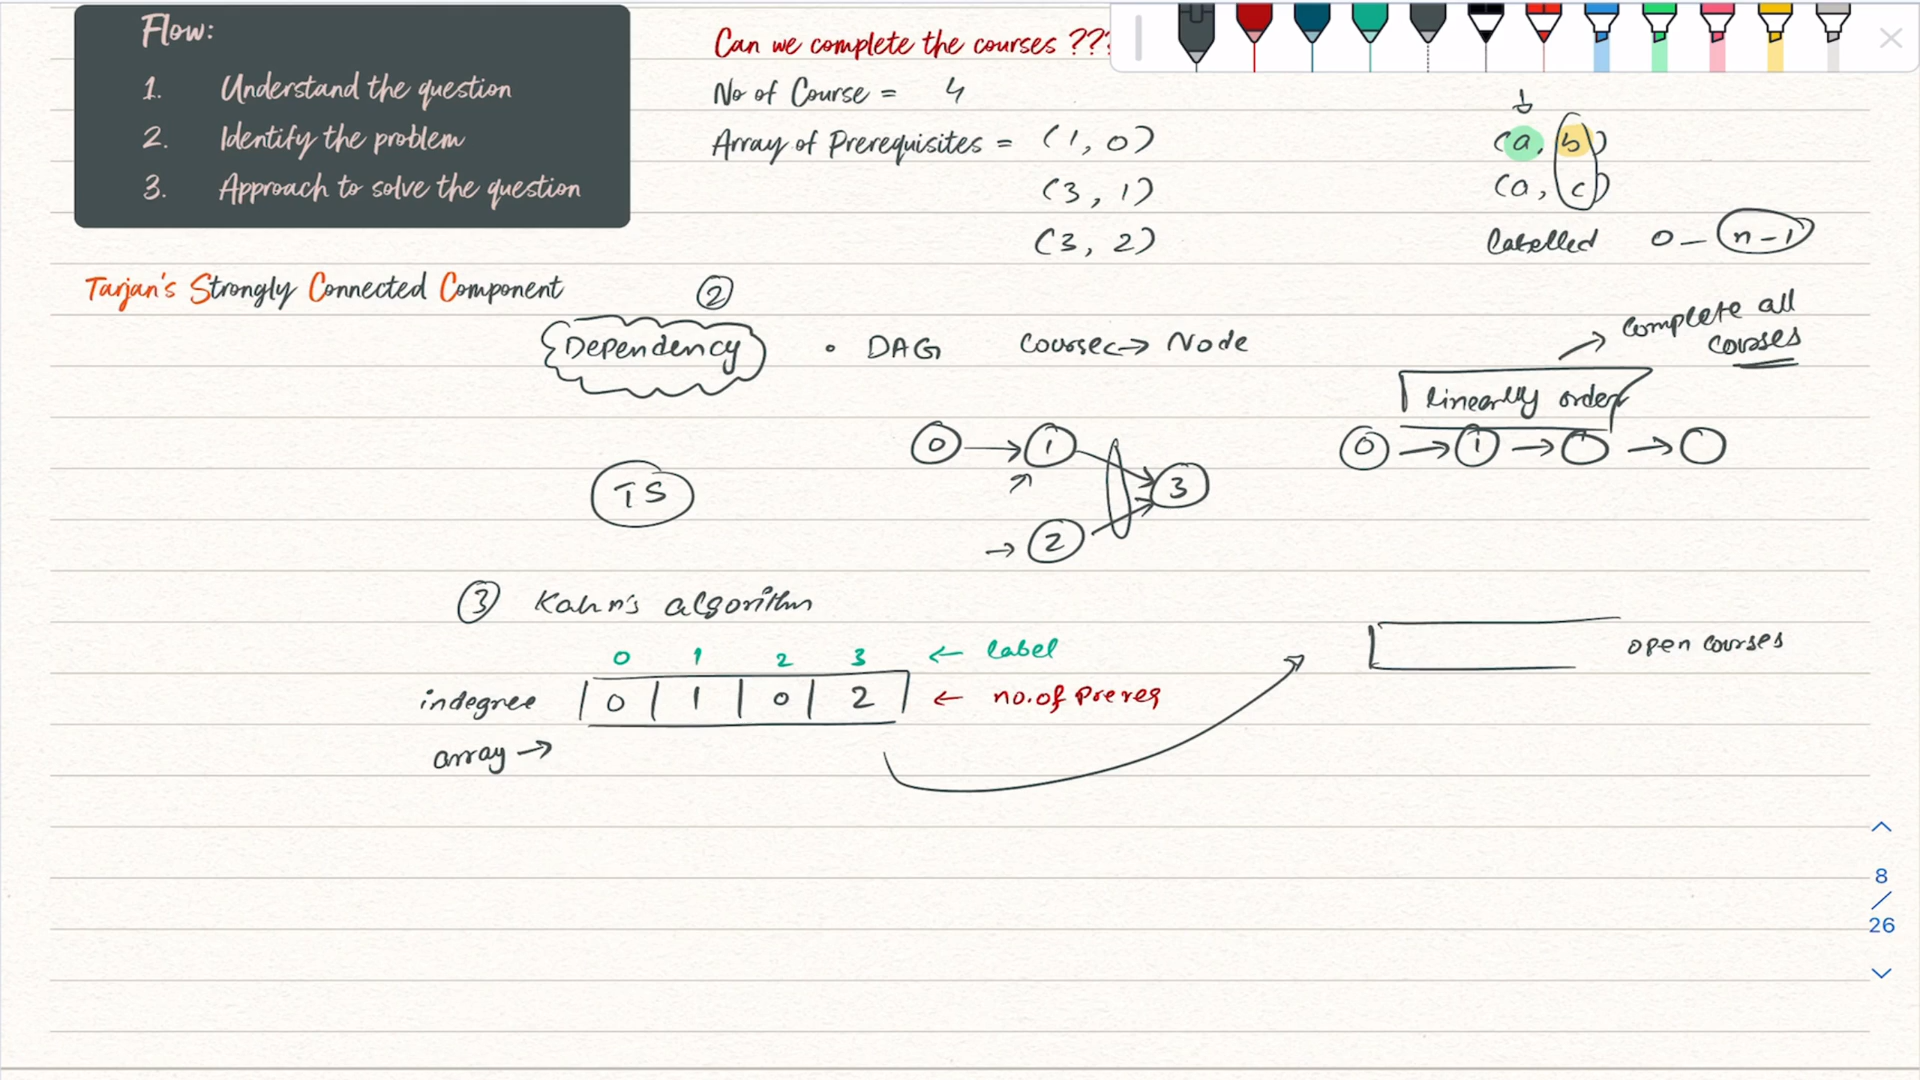 Flow:
1. Understand the question
2. Identify the problem
3. Approach to solve the question
Can we complete the courses ???
No of Course = 4
Array of Prerequisites = (1, 0)
(3, 1)
(3, 2)
(a, b)
(a, c)
labelled 0 – n-1
Tarjan's Strongly Connected Component
2
Dependency • DAG Course ↔ Node
complete all
courses
linearly order
0 → 1 → 3
2
0 → 1 → →
TS
3 Kahn's algorithm
0 1 2 3 ← label
indegree 0 | 1 | 0 | 2 ← no. of Prereq
array →
open courses
8
/
26